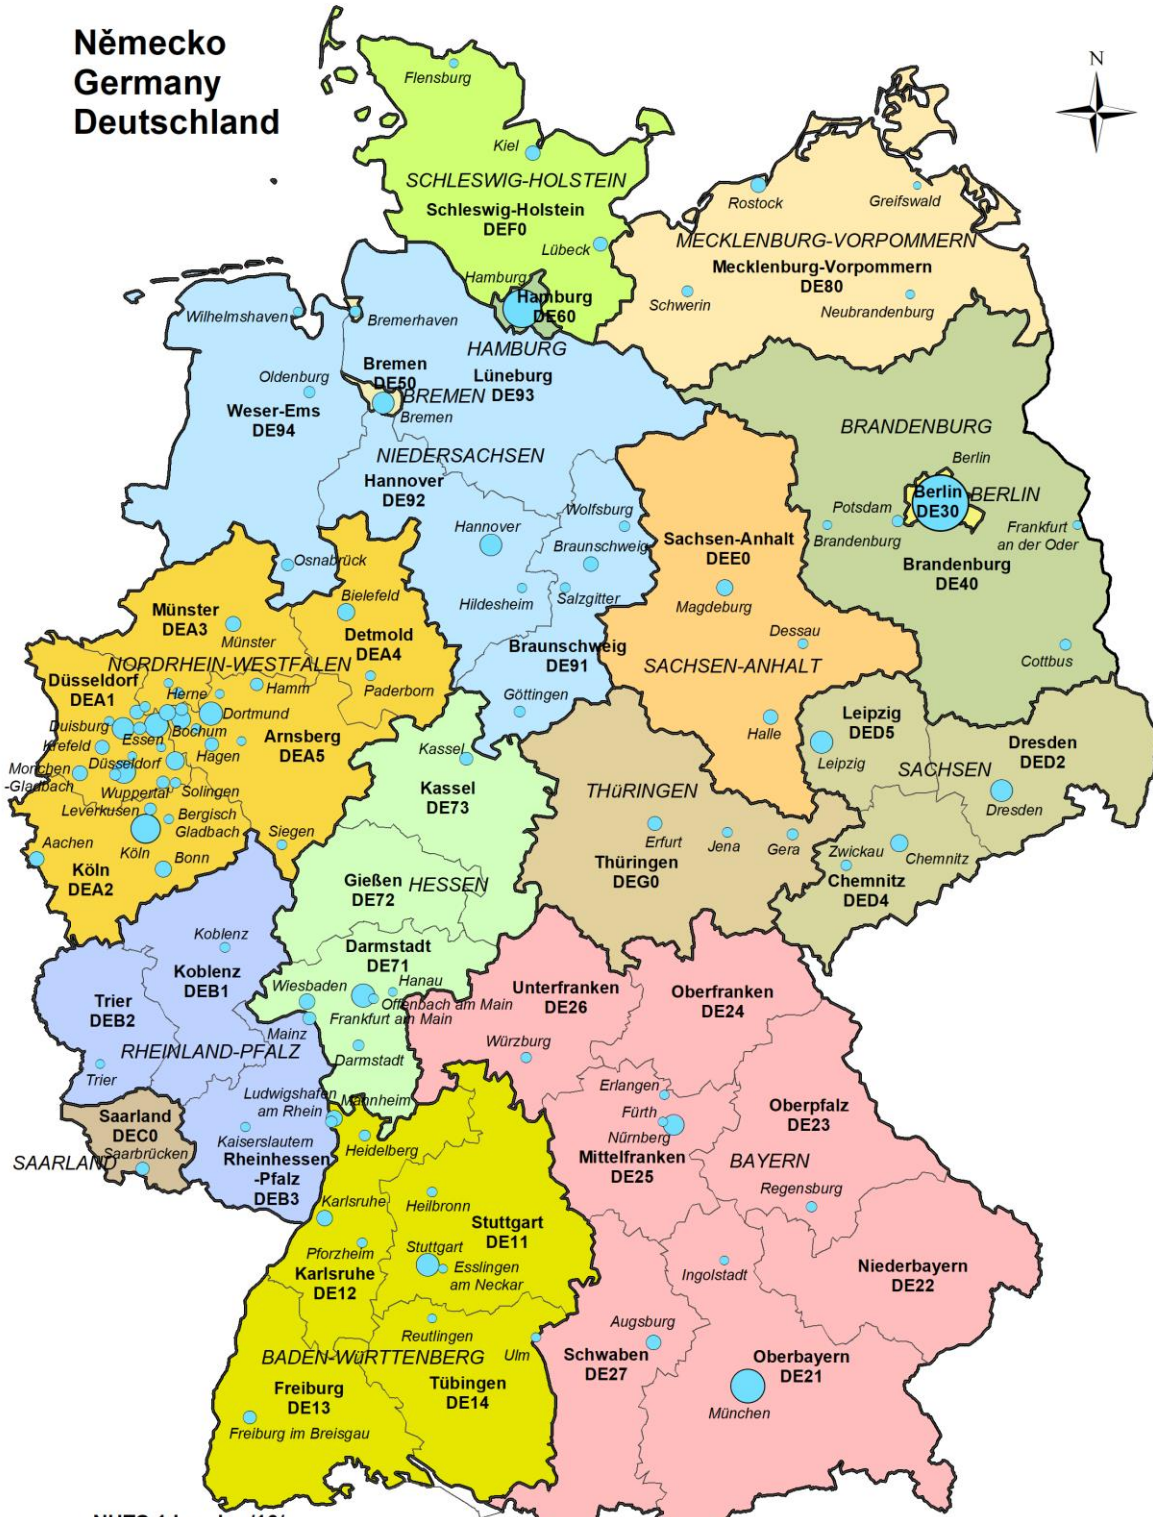 Německo
Germany
Deutschland
N
Flensburg
Kiel
SCHLESWIG-HOLSTEIN
Schleswig-Holstein
DEF0
Lübeck
Rostock
Greifswald
MECKLENBURG-VORPOMMERN
Mecklenburg-Vorpommern
DE80
Schwerin
Neubrandenburg
Hamburg
Hamburg
DE60
HAMBURG
Wilhelmshaven
Bremerhaven
Bremen
DE50
BREMEN
Bremen
Lüneburg
DE93
Oldenburg
Weser-Ems
DE94
NIEDERSACHSEN
Hannover
DE92
Hannover
Wolfsburg
Braunschweig
Osnabrück
Hildesheim
Salzgitter
Braunschweig
DE91
Göttingen
BRANDENBURG
Berlin
Berlin
DE30
BERLIN
Potsdam
Brandenburg
Frankfurt
an der Oder
Brandenburg
DE40
Cottbus
Sachsen-Anhalt
DEE0
Magdeburg
Dessau
SACHSEN-ANHALT
Halle
Münster
DEA3
Münster
Bielefeld
Detmold
DEA4
Paderborn
NORDRHEIN-WESTFALEN
Düsseldorf
DEA1
Herne
Hamm
Duisburg
Dortmund
Essen
Bochum
Krefeld
Hagen
Arnsberg
DEA5
Düsseldorf
Monchen
-Gladbach
Wuppertal
Solingen
Leverkusen
Bergisch
Gladbach
Siegen
Aachen
Köln
Bonn
Köln
DEA2
Kassel
Kassel
DE73
Gießen
DE72
HESSEN
Darmstadt
DE71
Wiesbaden
Hanau
Offenbach am Main
Frankfurt am Main
Darmstadt
THüRINGEN
Erfurt
Jena
Gera
Thüringen
DEG0
Leipzig
DED5
Leipzig
SACHSEN
Dresden
DED2
Dresden
Zwickau
Chemnitz
Chemnitz
DED4
Koblenz
Koblenz
DEB1
Trier
DEB2
Mainz
RHEINLAND-PFALZ
Trier
Ludwigshafen
am Rhein
Mannheim
Saarland
DEC0
Saarbrücken
SAARLAND
Kaiserslautern
Rheinhessen
-Pfalz
DEB3
Heidelberg
Unterfranken
DE26
Oberfranken
DE24
Würzburg
Erlangen
Fürth
Nürnberg
Mittelfranken
DE25
Oberpfalz
DE23
BAYERN
Regensburg
Karlsruhe
Heilbronn
Stuttgart
DE11
Pforzheim
Stuttgart
Esslingen
am Neckar
Karlsruhe
DE12
Ingolstadt
Niederbayern
DE22
Reutlingen
Ulm
Augsburg
BADEN-WüRTTENBERG
Schwaben
DE27
Oberbayern
DE21
Freiburg
DE13
Tübingen
DE14
München
Freiburg im Breisgau